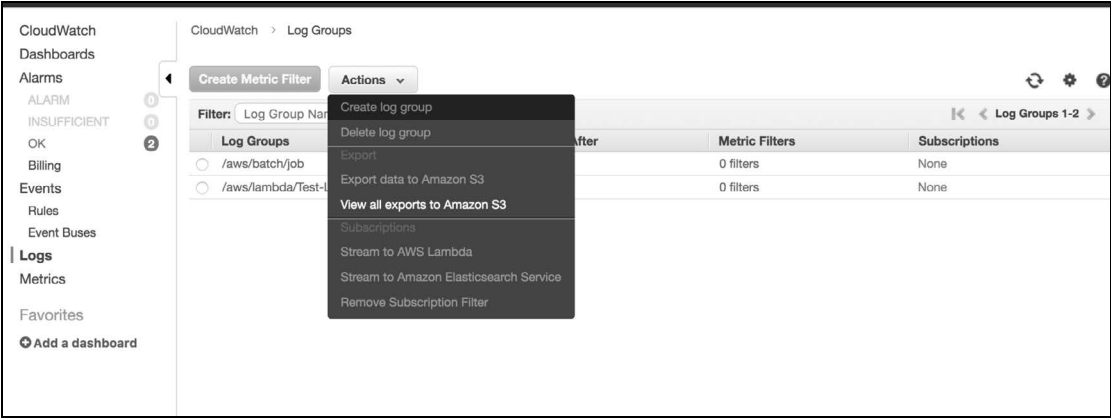 CloudWatch
Dashboards
Alarms
ALARM 0
INSUFFICIENT 0
OK 2
Billing
Events
Rules
Event Buses
Logs
Metrics
Favorites
Add a dashboard
CloudWatch > Log Groups
Create Metric Filter Actions
Filter: Log Group Nar Log Groups 1-2
Log Groups After Metric Filters Subscriptions
/aws/batch/job 0 filters None
/aws/lambda/Test-L 0 filters None
Create log group
Delete log group
Export
Export data to Amazon S3
View all exports to Amazon S3
Subscriptions
Stream to AWS Lambda
Stream to Amazon Elasticsearch Service
Remove Subscription Filter